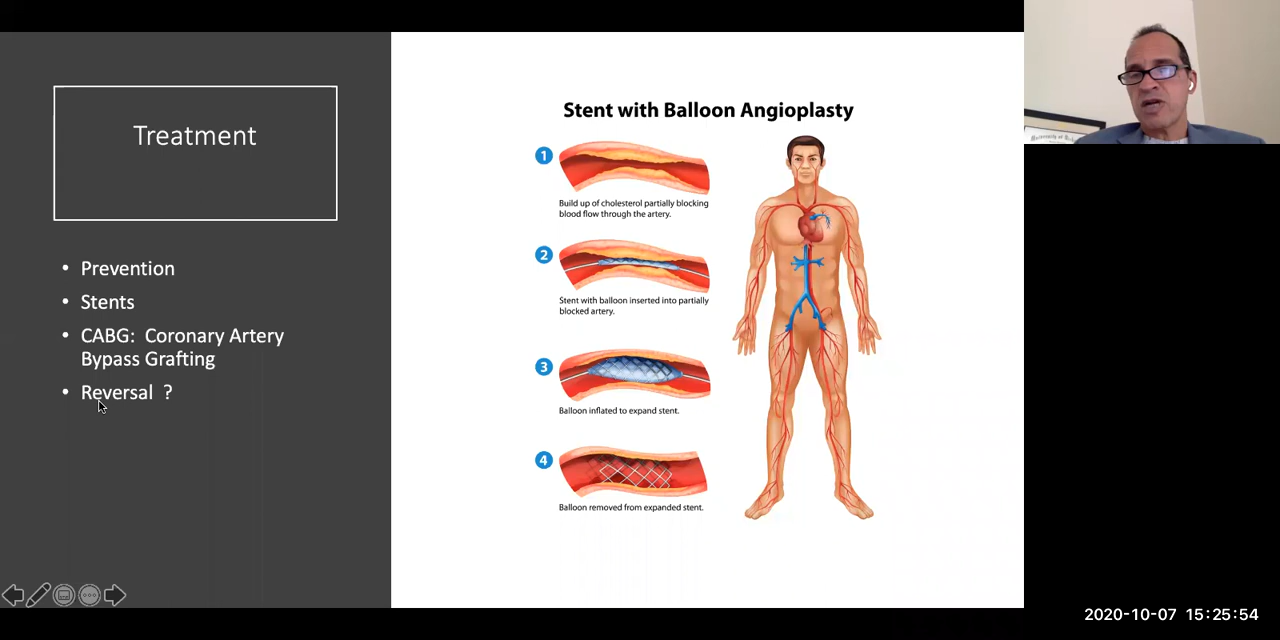 Treatment
• Prevention
• Stents
• CABG: Coronary Artery
Bypass Grafting
• Reversal ?
Stent with Balloon Angioplasty
1
Build up of cholesterol partially blocking
blood flow through the artery.
2
Stent with balloon inserted into partially
blocked artery.
3
Balloon inflated to expand stent.
4
Balloon removed from expanded stent.
University of
2020-10-07 15:25:54